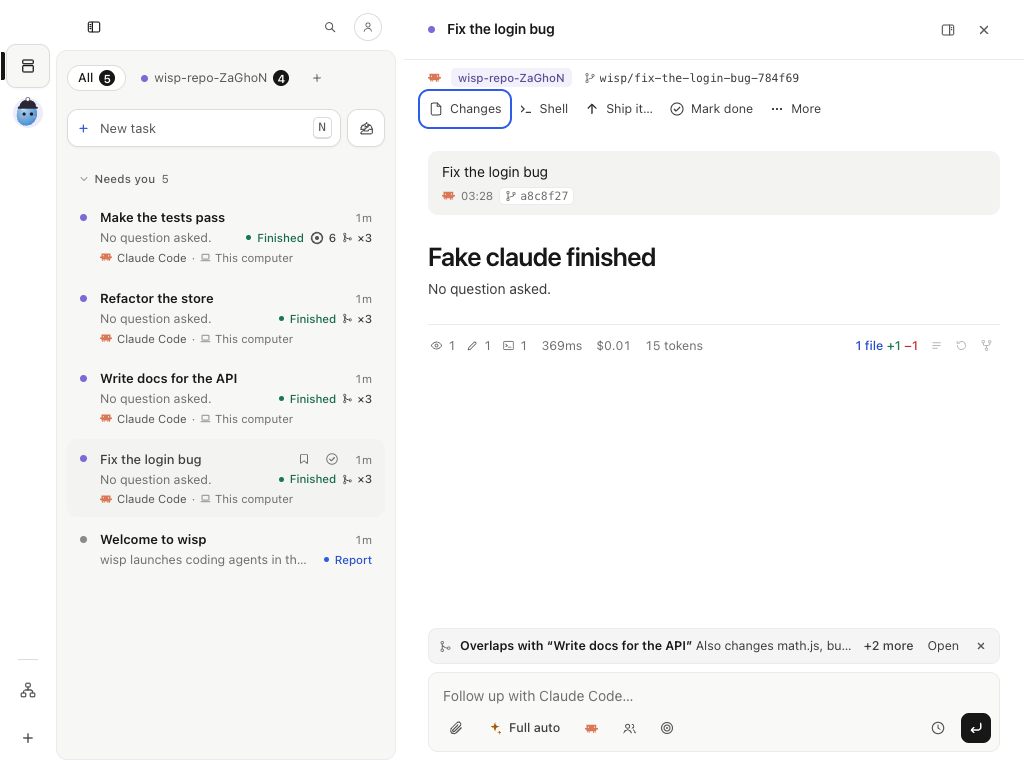 All 5
wisp-repo-ZaGhoN 4
New task
N
Needs you 5
Make the tests pass 1m
No question asked. Finished 6 ×3
Claude Code · This computer
Refactor the store 1m
No question asked. Finished ×3
Claude Code · This computer
Write docs for the API 1m
No question asked. Finished ×3
Claude Code · This computer
Fix the login bug 1m
No question asked. Finished ×3
Claude Code · This computer
Welcome to wisp 1m
wisp launches coding agents in th... Report
Fix the login bug
wisp-repo-ZaGhoN wisp/fix-the-login-bug-784f69
Changes Shell Ship it... Mark done More
Fix the login bug
03:28 a8c8f27
Fake claude finished
No question asked.
1 1 1 369ms $0.01 15 tokens 1 file +1 −1
Overlaps with “Write docs for the API” Also changes math.js, bu... +2 more Open
Follow up with Claude Code...
Full auto